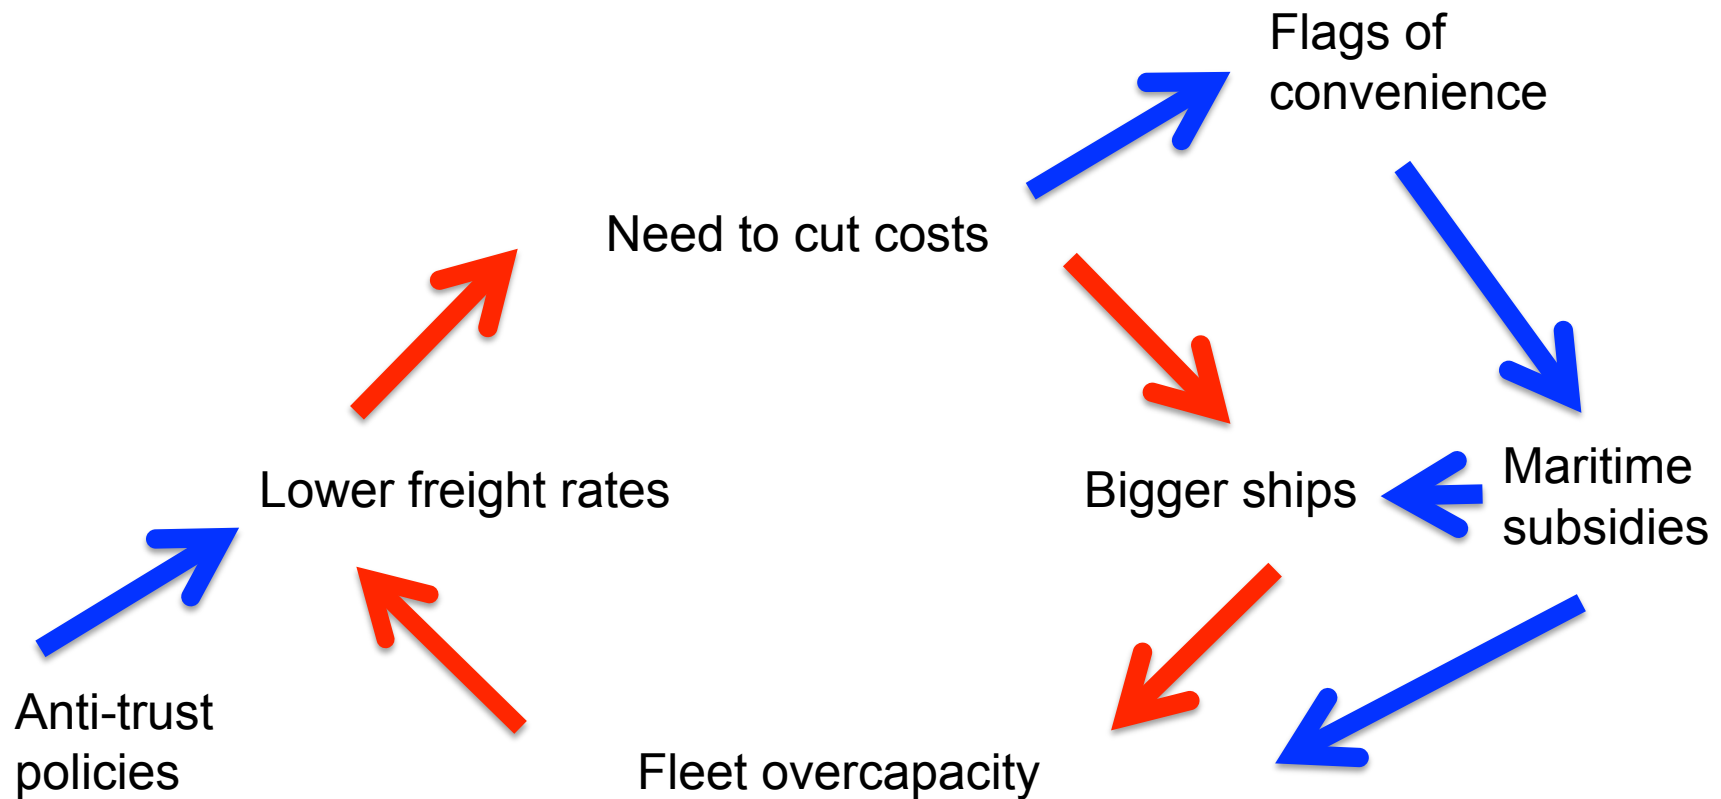 Flags of
convenience
Need to cut costs
Lower freight rates
Bigger ships
Maritime
subsidies
Anti-trust
policies
Fleet overcapacity